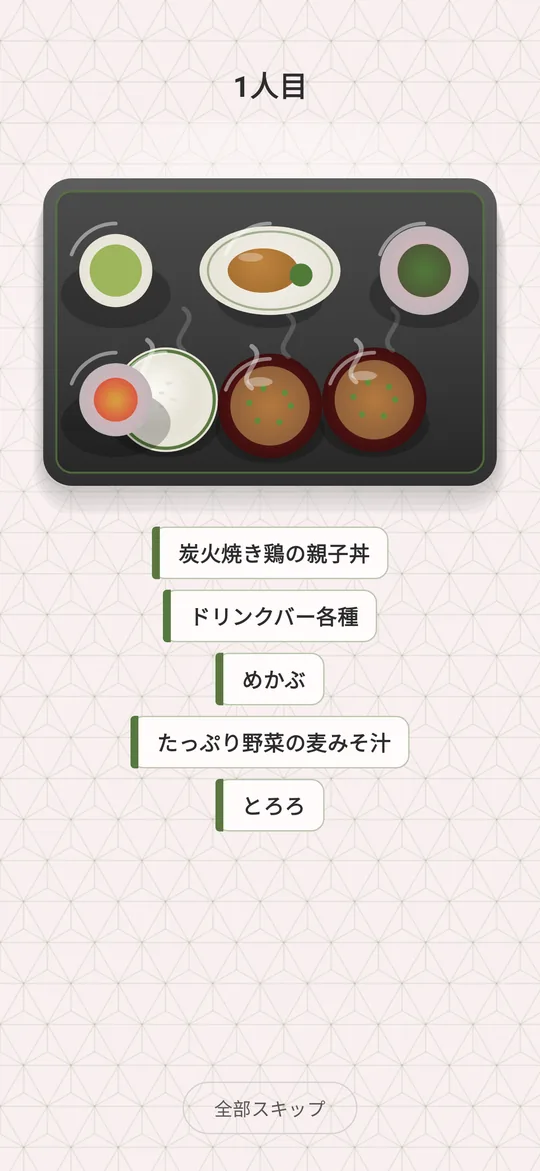 1人目
炭火焼き鶏の親子丼
ドリンクバー各種
めかぶ
たっぷり野菜の麦みそ汁
とろろ
全部スキップ